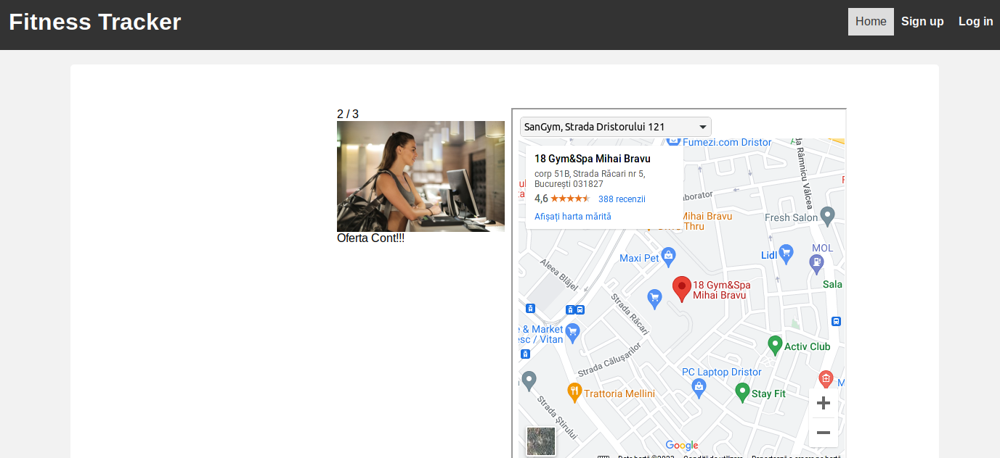 Fitness Tracker
Home
Sign up
Log in
2 / 3
Oferta Cont!!!
SanGym, Strada Dristorului 121
18 Gym&Spa Mihai Bravu
corp 51B, Strada Răcari nr 5,
București 031827
4,6
388 recenzii
Afișați harta mărită
Fumezi.com Dristor
Râmnicu Vâlcea
Mihai Bravu
Thru
Fresh Salon
Maxi Pet
Lidl
MOL
Aleea Blăjel
18 Gym&Spa
Mihai Bravu
Sala
Strada Răcari
& Market
Vitan
Activ Club
Strada Călușarilor
PC Laptop Dristor
Trattoria Mellini
Stay Fit
Strada Știrului
Google